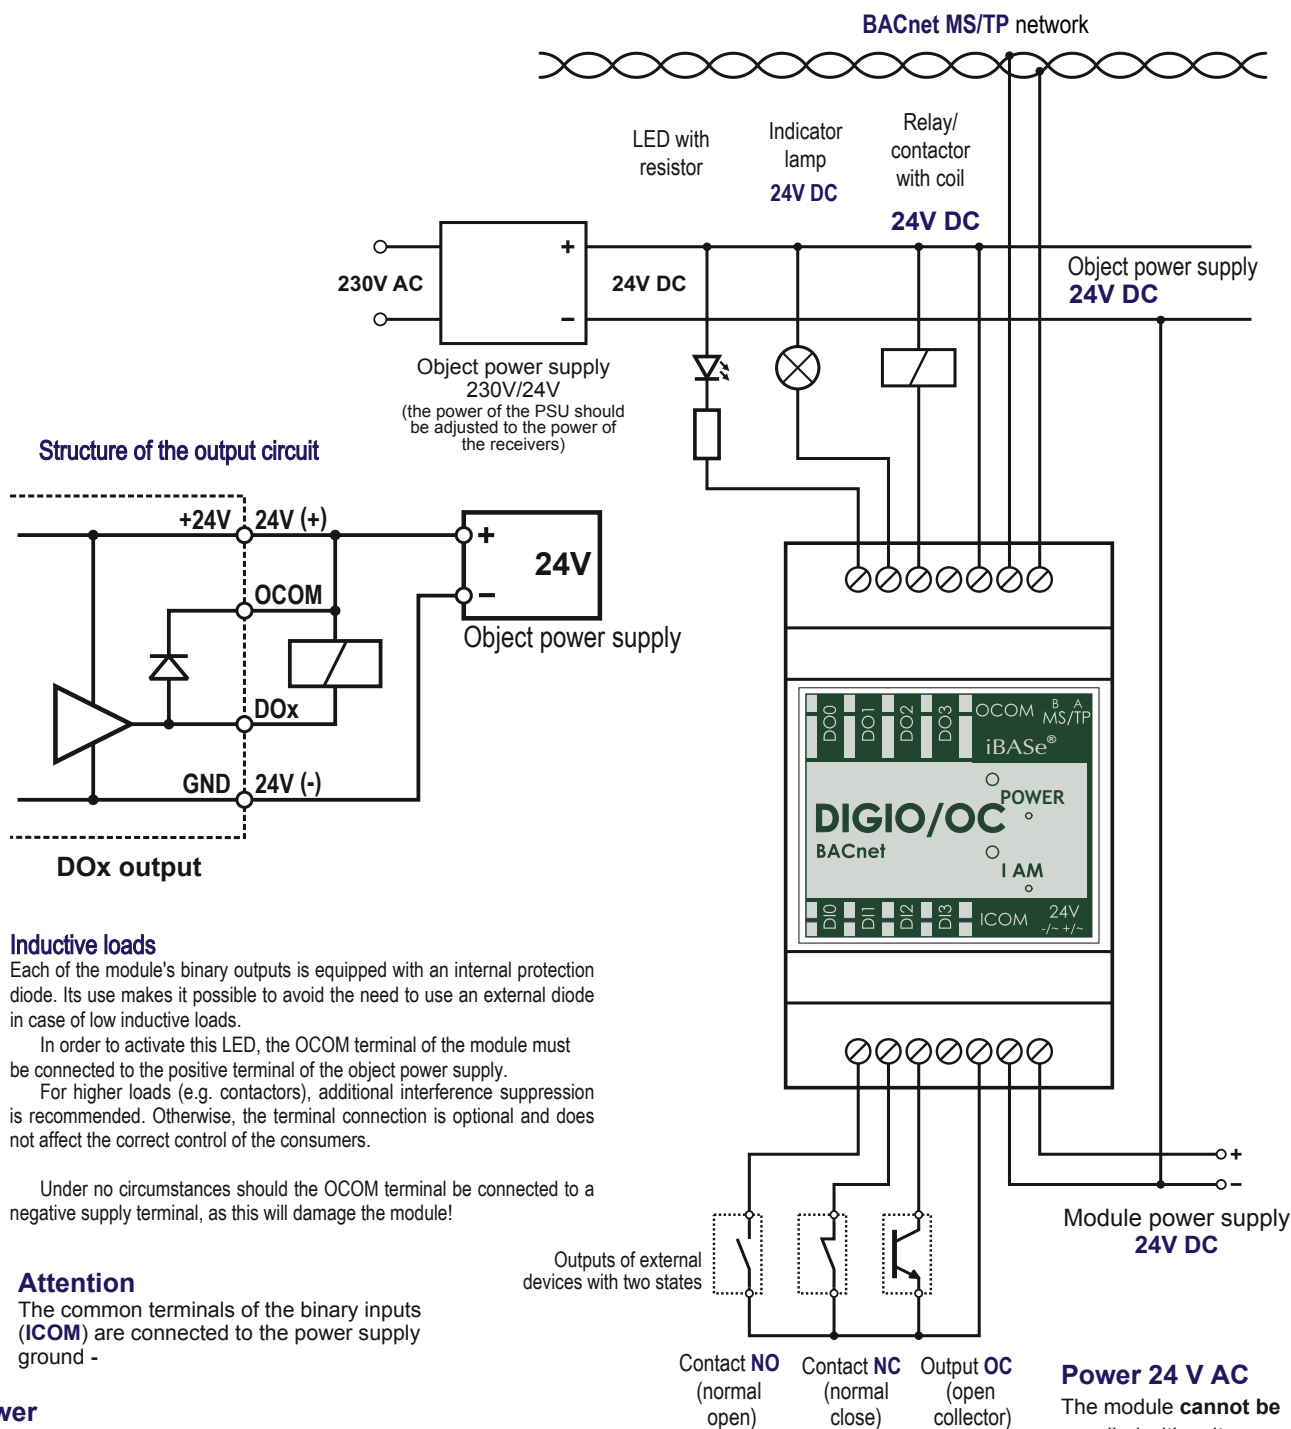 BACnet MS/TP network
LED with
resistor
Indicator
lamp
24V DC
Relay/
contactor
with coil
24V DC
230V AC
+
−
24V DC
Object power supply
24V DC
Object power supply
230V/24V
(the power of the PSU should
be adjusted to the power of
the receivers)
Structure of the output circuit
+24V
24V (+)
OCOM
DOx
GND
24V (-)
+
24V
−
Object power supply
DOx output
DO0
DO1
DO2
DO3
OCOM
B A
MS/TP
iBASe®
POWER
DIGIO/OC
BACnet
I AM
DI0
DI1
DI2
DI3
ICOM
24V
-/~ +/~
Inductive loads
Each of the module's binary outputs is equipped with an internal protection
diode. Its use makes it possible to avoid the need to use an external diode
in case of low inductive loads.
In order to activate this LED, the OCOM terminal of the module must
be connected to the positive terminal of the object power supply.
For higher loads (e.g. contactors), additional interference suppression
is recommended. Otherwise, the terminal connection is optional and does
not affect the correct control of the consumers.
Under no circumstances should the OCOM terminal be connected to a
negative supply terminal, as this will damage the module!
+
−
Module power supply
24V DC
Outputs of external
devices with two states
Attention
The common terminals of the binary inputs
(ICOM) are connected to the power supply
ground -
Contact NO
(normal
open)
Contact NC
(normal
close)
Output OC
(open
collector)
Power 24 V AC
The module cannot be